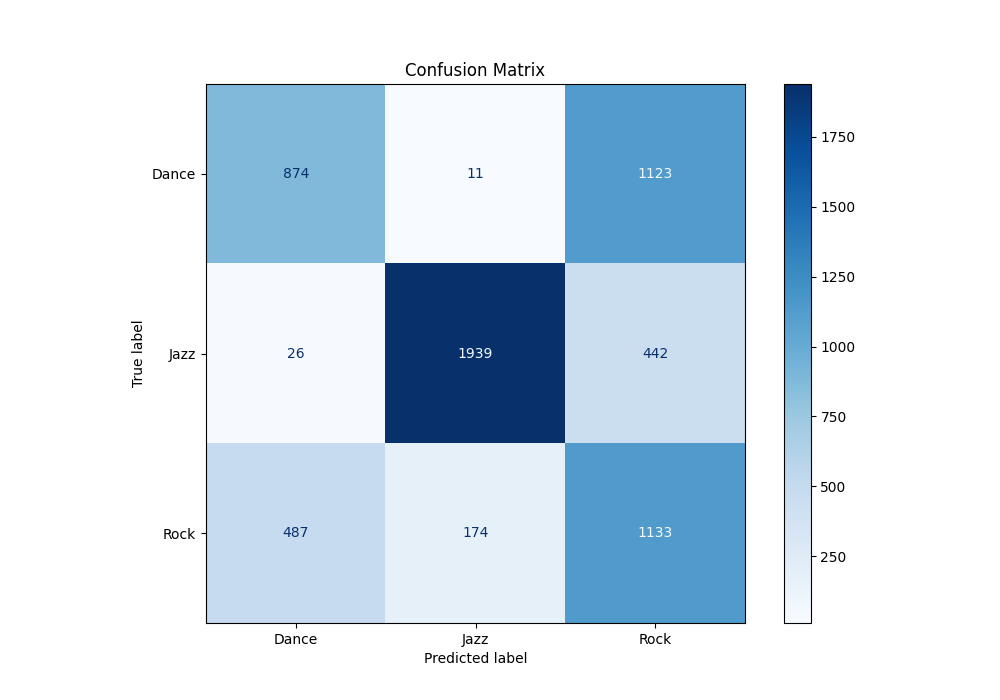 Confusion Matrix
Dance 874 11 1123
Jazz 26 1939 442
Rock 487 174 1133
Dance Jazz Rock
Predicted label
True label
1750
1500
1250
1000
750
500
250